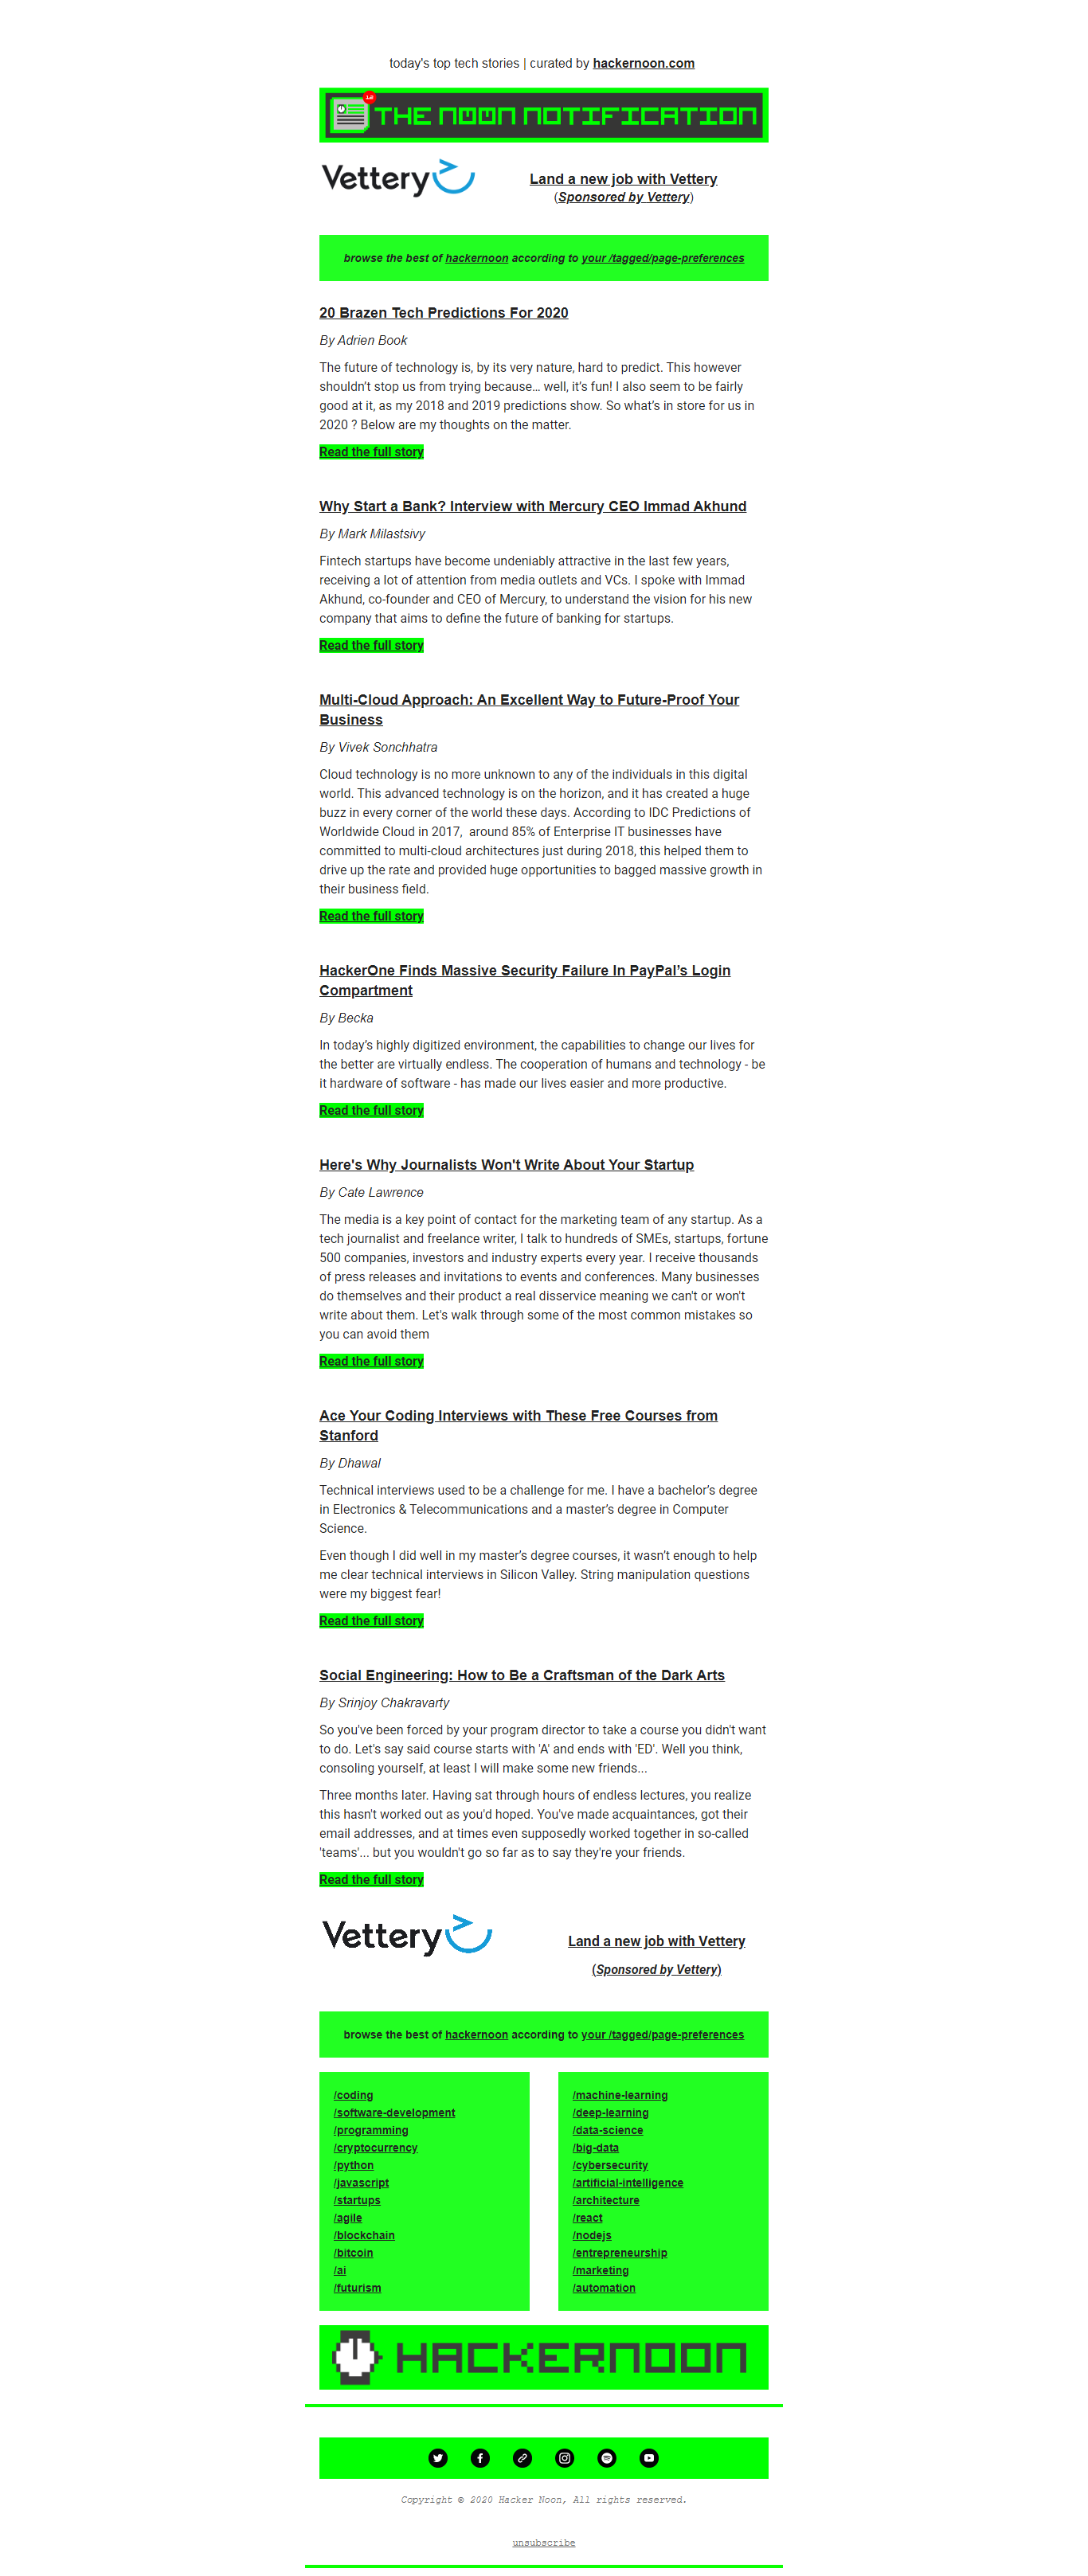 today's top tech stories | curated by hackernoon.com
THE NOON NOTIFICATION
Vettery
Land a new job with Vettery
(Sponsored by Vettery)
browse the best of hackernoon according to your /tagged/page-preferences
20 Brazen Tech Predictions For 2020
By Adrien Book
The future of technology is, by its very nature, hard to predict. This however
shouldn't stop us from trying because… well, it's fun! I also seem to be fairly
good at it, as my 2018 and 2019 predictions show. So what's in store for us in
2020 ? Below are my thoughts on the matter.
Read the full story
Why Start a Bank? Interview with Mercury CEO Immad Akhund
By Mark Milastsivy
Fintech startups have become undeniably attractive in the last few years,
receiving a lot of attention from media outlets and VCs. I spoke with Immad
Akhund, co-founder and CEO of Mercury, to understand the vision for his new
company that aims to define the future of banking for startups.
Read the full story
Multi-Cloud Approach: An Excellent Way to Future-Proof Your
Business
By Vivek Sonchhatra
Cloud technology is no more unknown to any of the individuals in this digital
world. This advanced technology is on the horizon, and it has created a huge
buzz in every corner of the world these days. According to IDC Predictions of
Worldwide Cloud in 2017,  around 85% of Enterprise IT businesses have
committed to multi-cloud architectures just during 2018, this helped them to
drive up the rate and provided huge opportunities to bagged massive growth in
their business field.
Read the full story
HackerOne Finds Massive Security Failure In PayPal's Login
Compartment
By Becka
In today's highly digitized environment, the capabilities to change our lives for
the better are virtually endless. The cooperation of humans and technology - be
it hardware of software - has made our lives easier and more productive.
Read the full story
Here's Why Journalists Won't Write About Your Startup
By Cate Lawrence
The media is a key point of contact for the marketing team of any startup. As a
tech journalist and freelance writer, I talk to hundreds of SMEs, startups, fortune
500 companies, investors and industry experts every year. I receive thousands
of press releases and invitations to events and conferences. Many businesses
do themselves and their product a real disservice meaning we can't or won't
write about them. Let's walk through some of the most common mistakes so
you can avoid them
Read the full story
Ace Your Coding Interviews with These Free Courses from
Stanford
By Dhawal
Technical interviews used to be a challenge for me. I have a bachelor's degree
in Electronics & Telecommunications and a master's degree in Computer
Science.
Even though I did well in my master's degree courses, it wasn't enough to help
me clear technical interviews in Silicon Valley. String manipulation questions
were my biggest fear!
Read the full story
Social Engineering: How to Be a Craftsman of the Dark Arts
By Srinjoy Chakravarty
So you've been forced by your program director to take a course you didn't want
to do. Let's say said course starts with 'A' and ends with 'ED'. Well you think,
consoling yourself, at least I will make some new friends...
Three months later. Having sat through hours of endless lectures, you realize
this hasn't worked out as you'd hoped. You've made acquaintances, got their
email addresses, and at times even supposedly worked together in so-called
'teams'... but you wouldn't go so far as to say they're your friends.
Read the full story
Vettery
Land a new job with Vettery
(Sponsored by Vettery)
browse the best of hackernoon according to your /tagged/page-preferences
/coding
/software-development
/programming
/cryptocurrency
/python
/javascript
/startups
/agile
/blockchain
/bitcoin
/ai
/futurism
/machine-learning
/deep-learning
/data-science
/big-data
/cybersecurity
/artificial-intelligence
/architecture
/react
/nodejs
/entrepreneurship
/marketing
/automation
HACKERNOON
Copyright © 2020 Hacker Noon, All rights reserved.
unsubscribe